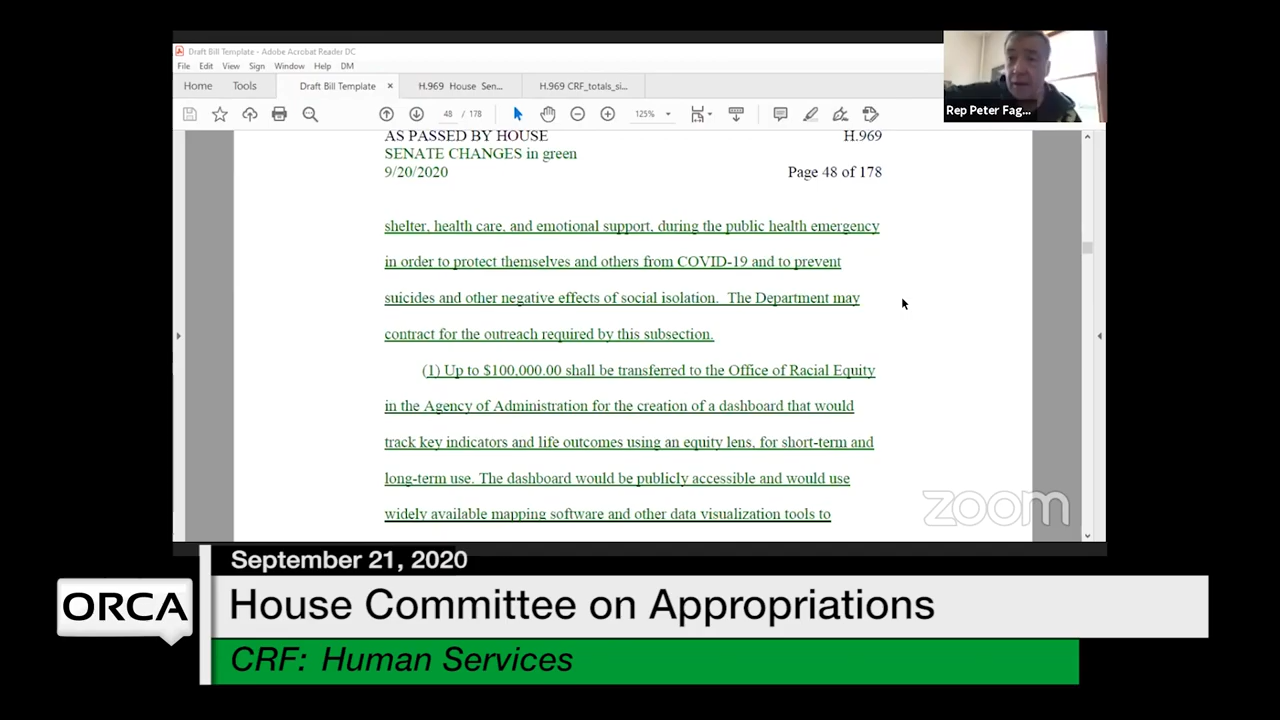 Draft Bill Template - Adobe Acrobat Reader DC
File Edit View Sign Window Help DM
Home Tools Draft Bill Template × H.969 House Sen... H.969 CRF_totals_si...
48 / 178 125%
Rep Peter Fag...
AS PASSED BY HOUSE H.969
SENATE CHANGES in green
9/20/2020 Page 48 of 178
shelter, health care, and emotional support, during the public health emergency
in order to protect themselves and others from COVID-19 and to prevent
suicides and other negative effects of social isolation. The Department may
contract for the outreach required by this subsection.
(1) Up to $100,000.00 shall be transferred to the Office of Racial Equity
in the Agency of Administration for the creation of a dashboard that would
track key indicators and life outcomes using an equity lens, for short-term and
long-term use. The dashboard would be publicly accessible and would use
widely available mapping software and other data visualization tools to
zoom
September 21, 2020
ORCA
House Committee on Appropriations
CRF: Human Services